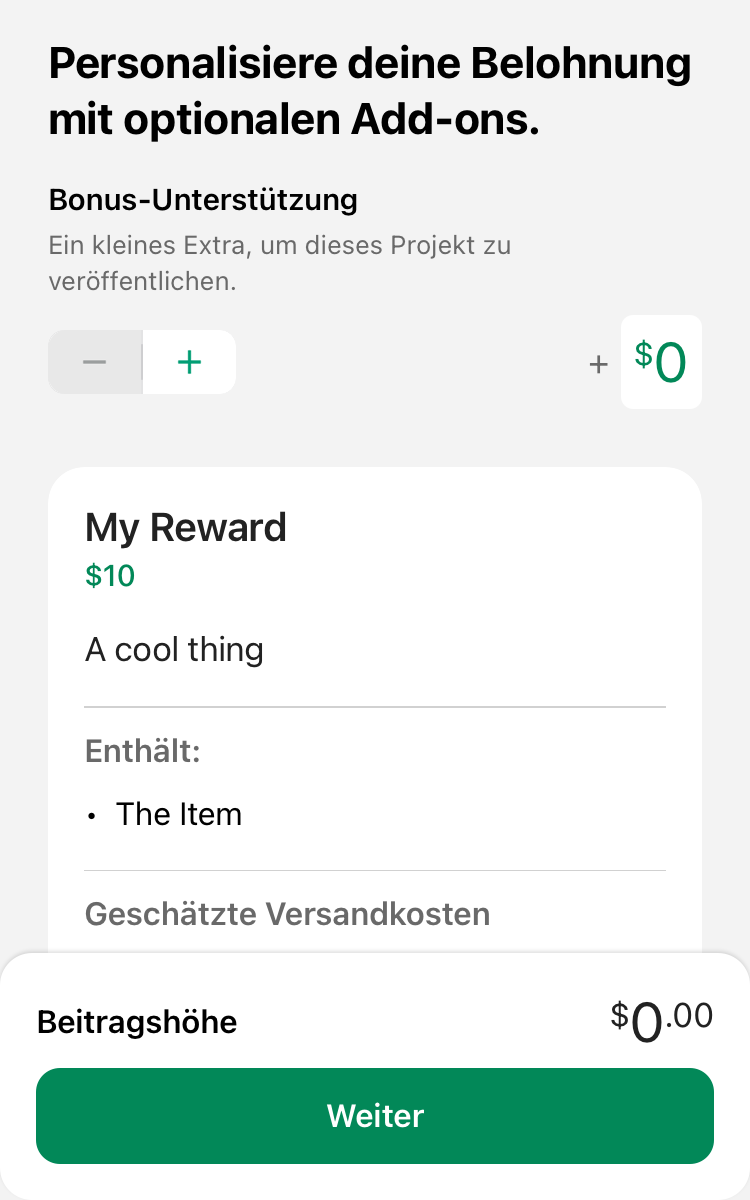 Personalisiere deine Belohnung
mit optionalen Add-ons.
Bonus-Unterstützung
Ein kleines Extra, um dieses Projekt zu
veröffentlichen.
− +
+ $0
My Reward
$10
A cool thing
Enthält:
• The Item
Geschätzte Versandkosten
Beitragshöhe $0.00
Weiter